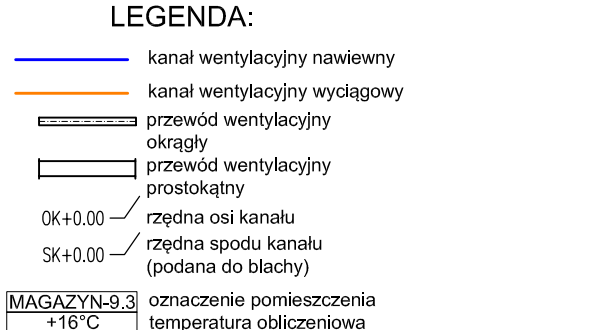 LEGENDA:
kanał wentylacyjny nawiewny
kanał wentylacyjny wyciągowy
przewód wentylacyjny
okrągły
przewód wentylacyjny
prostokątny
OK+0.00 rzędna osi kanału
SK+0.00 rzędna spodu kanału
(podana do blachy)
MAGAZYN-9.3 oznaczenie pomieszczenia
+16°C temperatura obliczeniowa